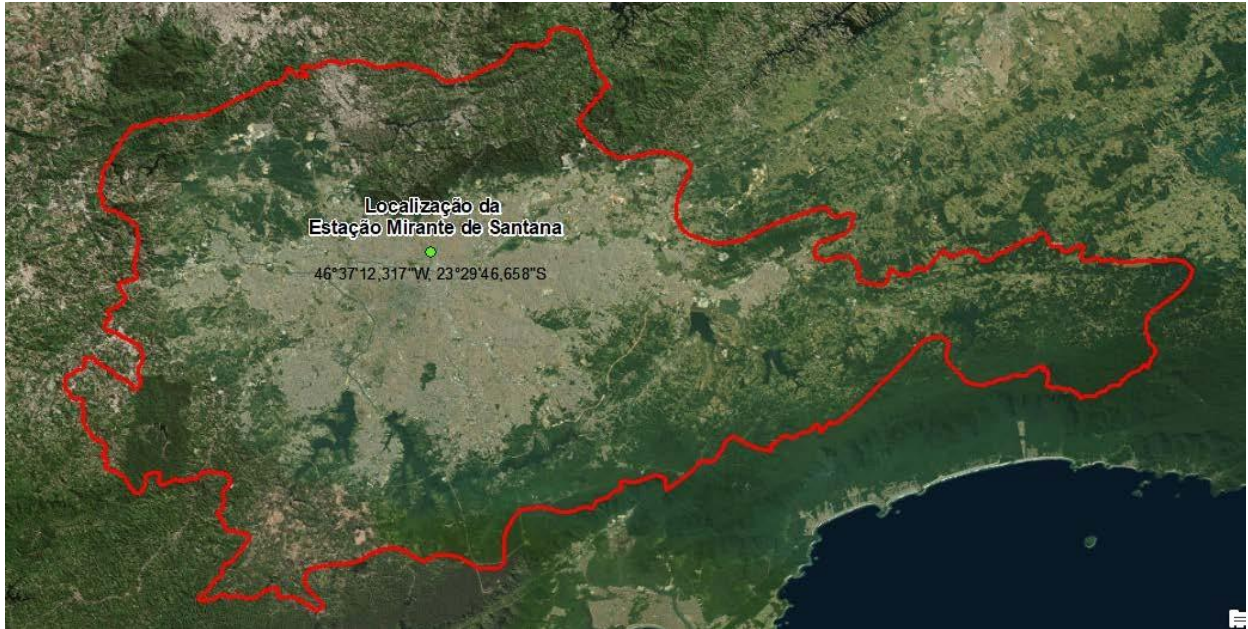 Localização da
Estação Mirante de Santana
46°37'12,317"W, 23°29'46,658"S